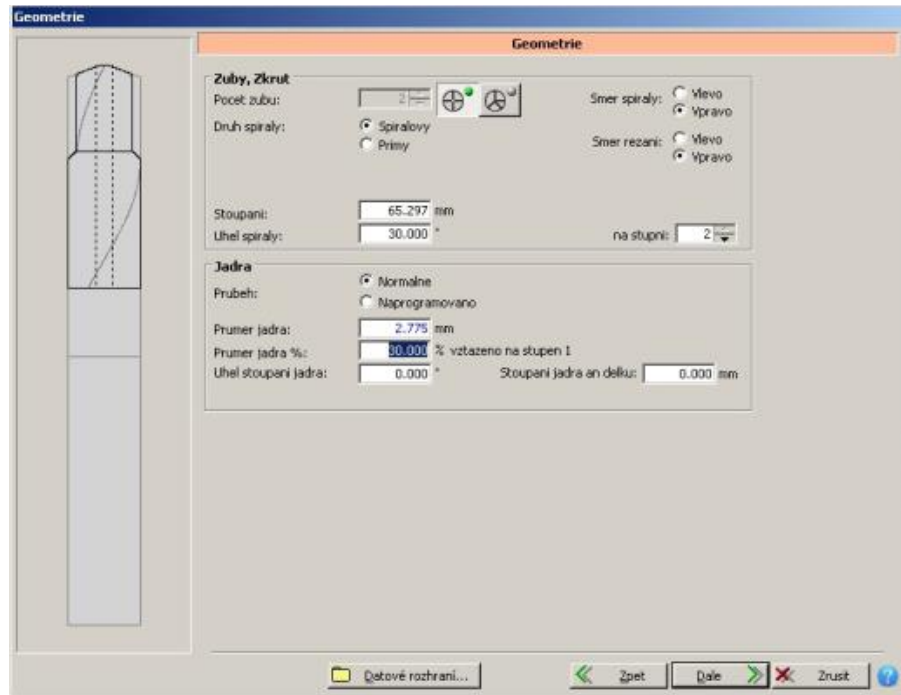 Geometrie
Geometrie
Zuby, Zkrut
Pocet zubu: 2
Smer spiraly: Vlevo
Vpravo
Druh spiraly: Spiralovy
Primy
Smer rezani: Vlevo
Vpravo
Stoupani: 65.297 mm
Uhel spiraly: 30.000 °
na stupni: 2
Jadra
Prubeh: Normalne
Naprogramovano
Prumer jadra: 2.775 mm
Prumer jadra %: 30.000 % vztazeno na stupen 1
Uhel stoupani jadra: 0.000 °
Stoupani jadra an delku: 0.000 mm
Datové rozhrani... Zpet Dale Zrusit ?